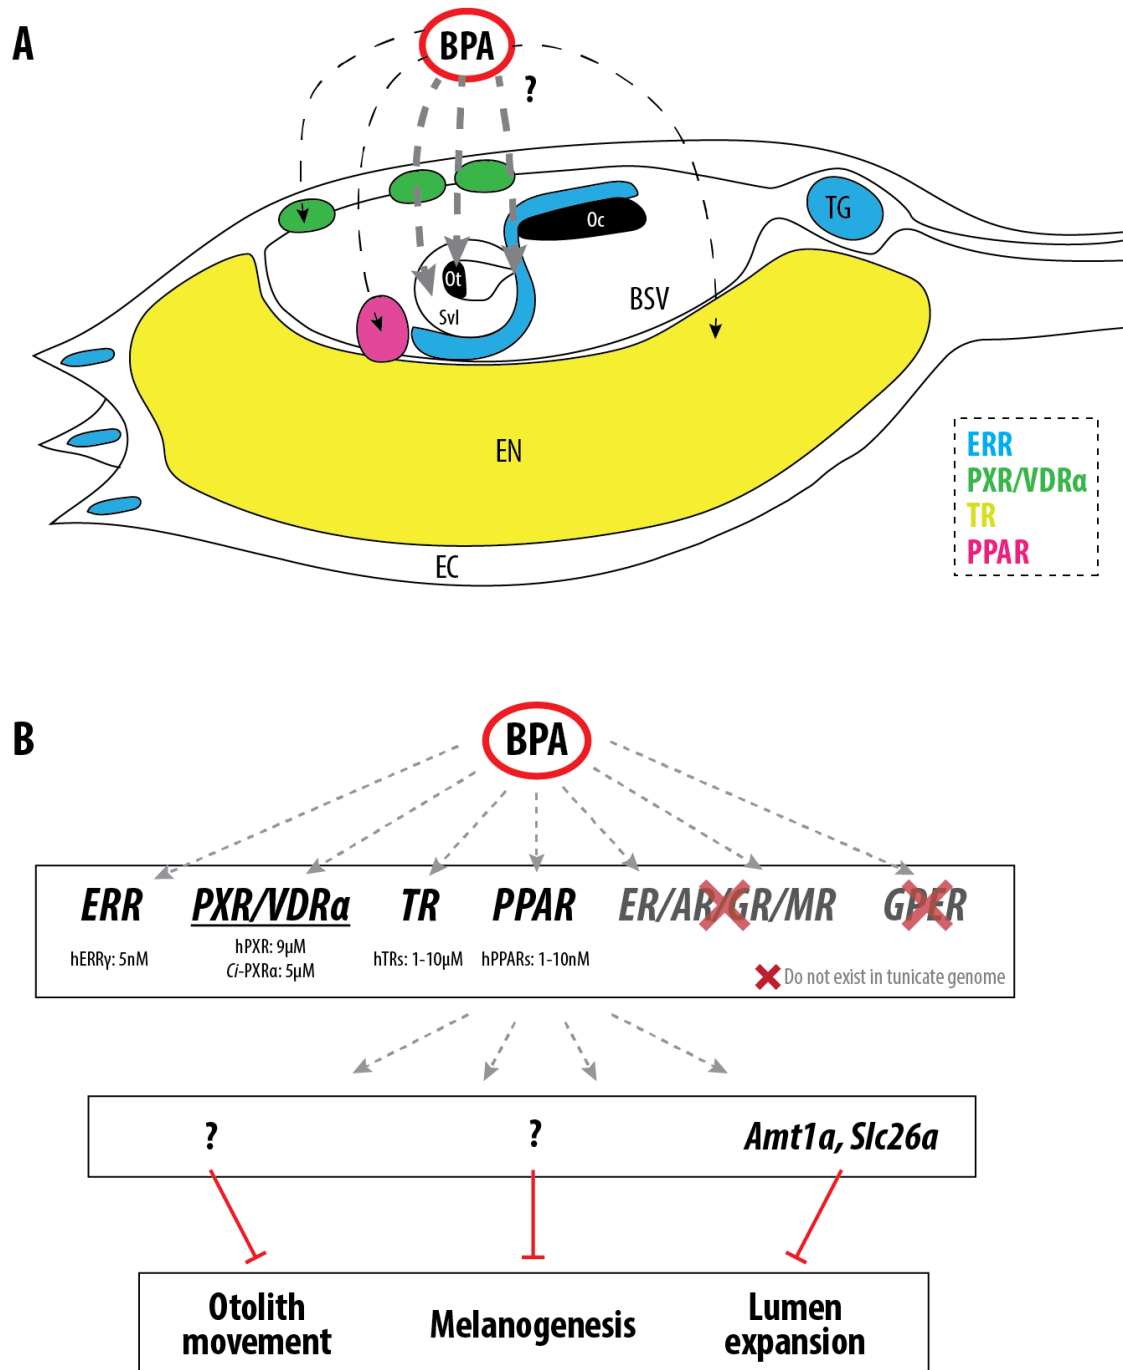 A
BPA
?
TG
Oc
Ot
Svl
BSV
EN
EC
ERR
PXR/VDRα
TR
PPAR
B
BPA
ERR PXR/VDRα TR PPAR ER/AR/GR/MR GPER
hERRγ: 5nM hPXR: 9µM hTRs: 1-10µM hPPARs: 1-10nM
Ci-PXRα: 5µM
Do not exist in tunicate genome
? ? Amt1a, Slc26a
Otolith movement Melanogenesis Lumen expansion